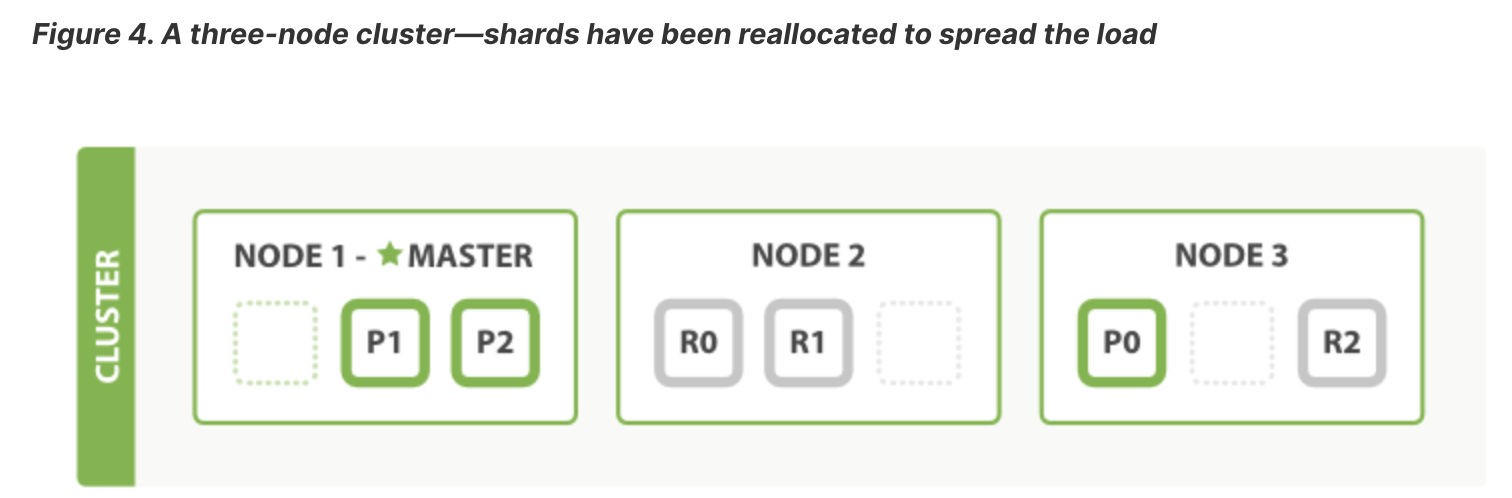 Figure 4. A three-node cluster—shards have been reallocated to spread the load
CLUSTER
NODE 1 - ★ MASTER
P1 P2
NODE 2
R0 R1
NODE 3
P0 R2